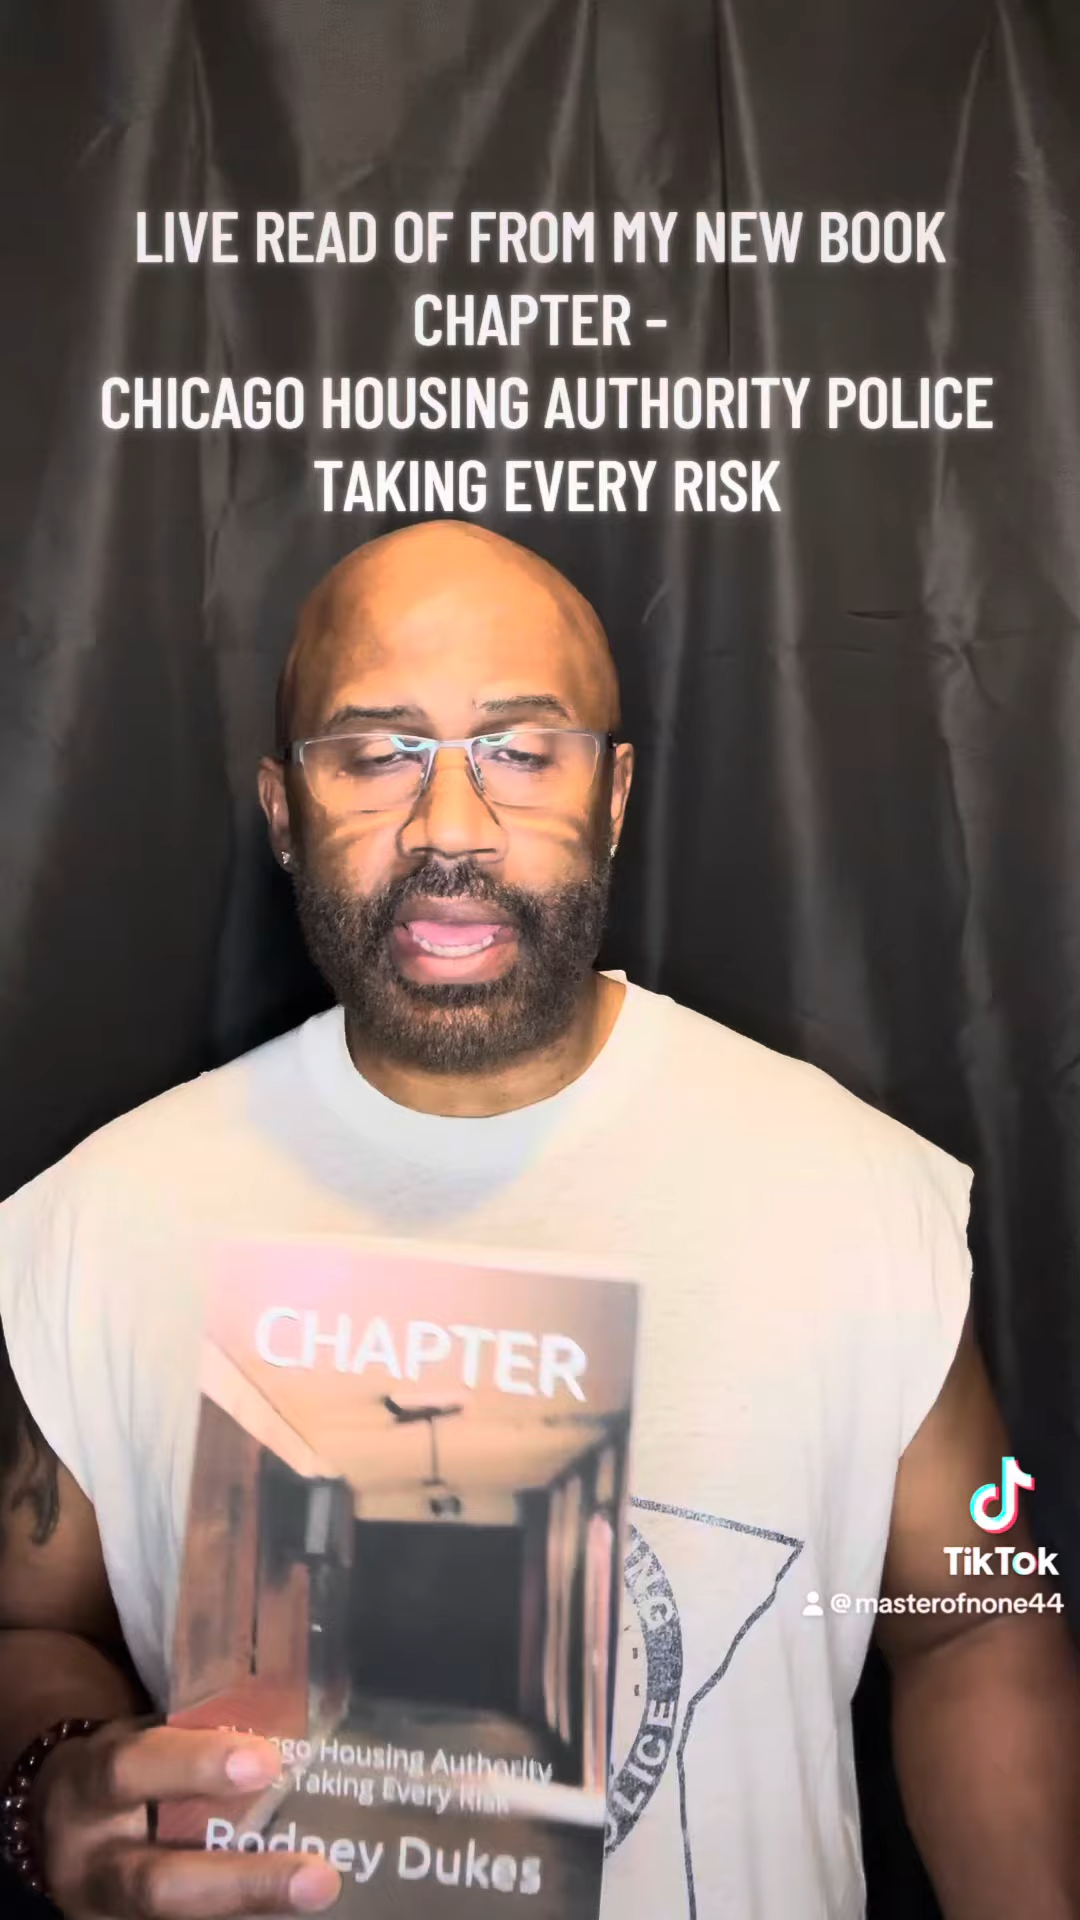 LIVE READ OF FROM MY NEW BOOK
CHAPTER -
CHICAGO HOUSING AUTHORITY POLICE
TAKING EVERY RISK
CHAPTER
Housing Authority
Taking Every Risk
Rodney Dukes
TikTok
@masterofnone44